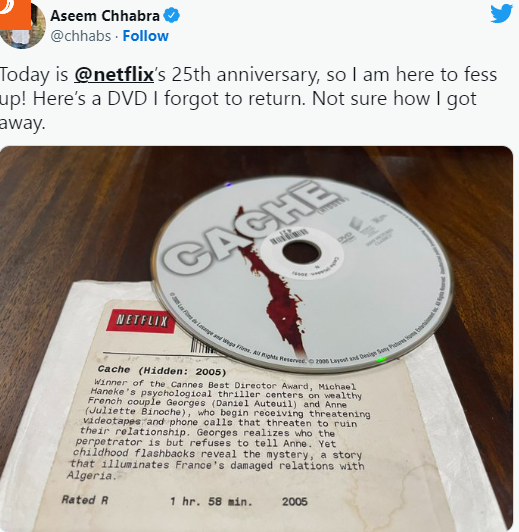 Aseem Chhabra
@chhabs · Follow
Today is @netflix's 25th anniversary, so I am here to fess
up! Here's a DVD I forgot to return. Not sure how I got
away.
CACHÉ
(HIDDEN)
NETFLIX
Cache (Hidden: 2005)
Winner of the Cannes Best Director Award, Michael
Haneke's psychological thriller centers on wealthy
French couple Georges (Daniel Auteuil) and Anne
(Juliette Binoche), who begin receiving threatening
videotapes and phone calls that threaten to ruin
their relationship. Georges realizes who the
perpetrator is but refuses to tell Anne. Yet
childhood flashbacks reveal the mystery, a story
that illuminates France's damaged relations with
Algeria.
Rated R 1 hr. 58 min. 2005